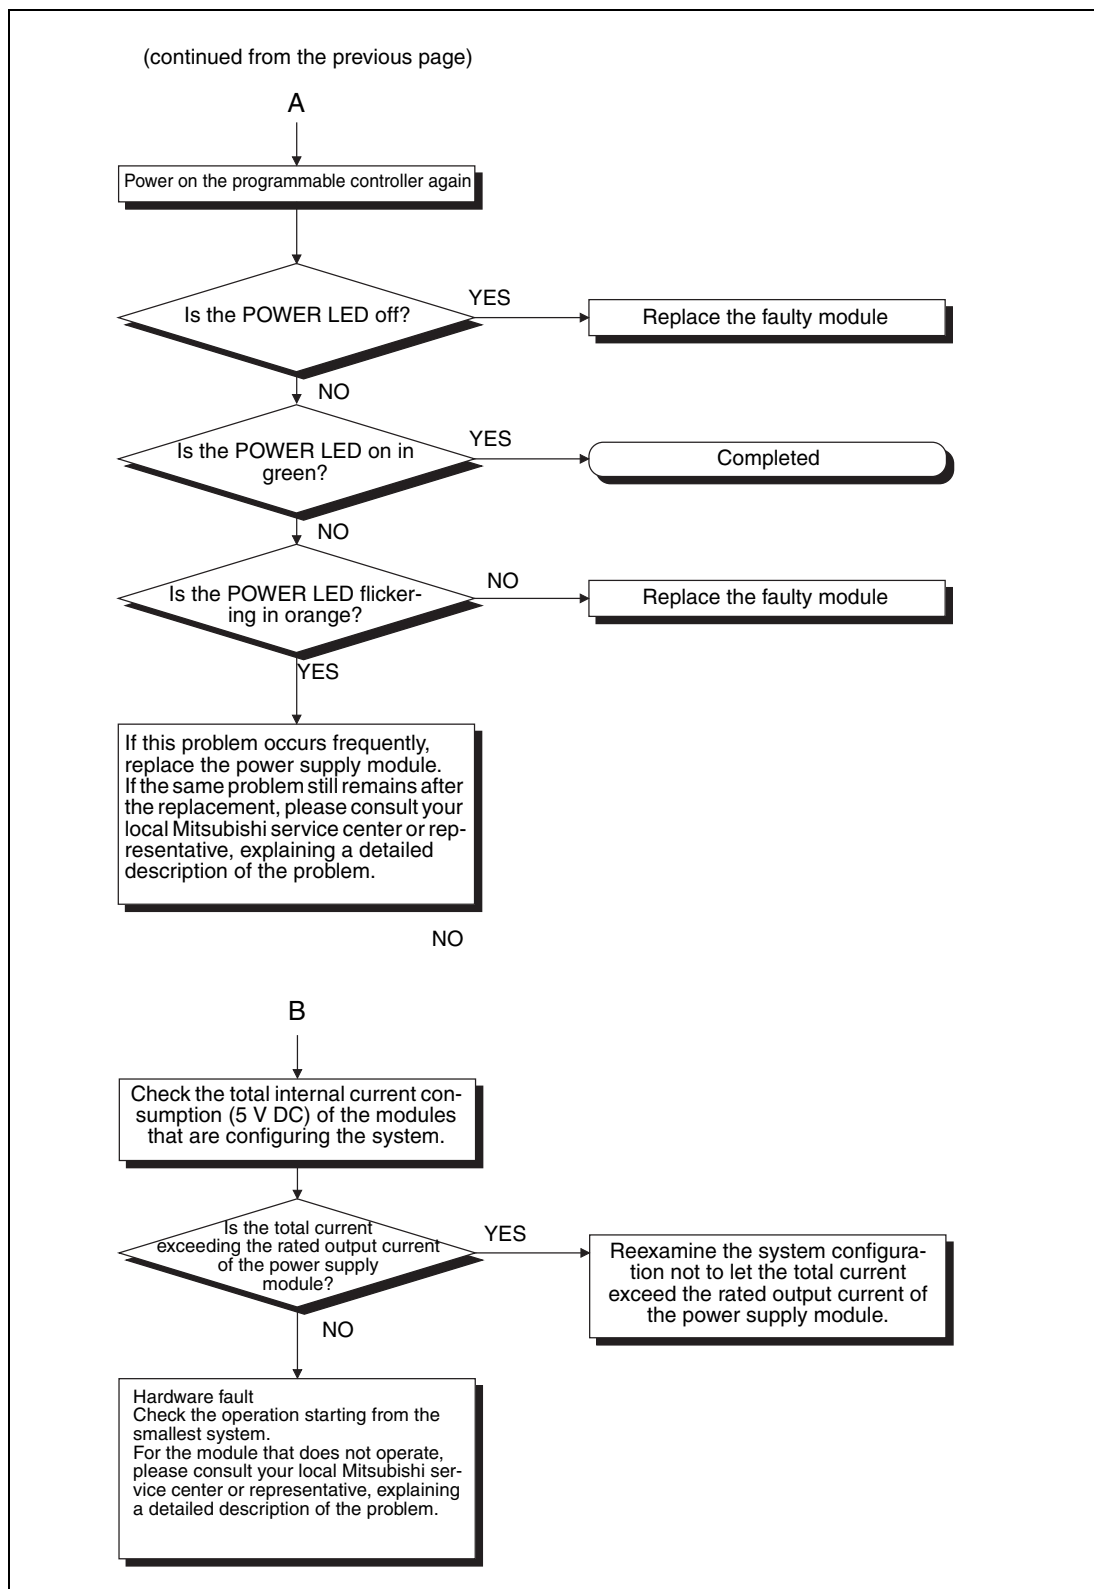 (continued from the previous page)
A
Power on the programmable controller again
Is the POWER LED off?
YES
Replace the faulty module
NO
Is the POWER LED on in
green?
YES
Completed
NO
Is the POWER LED flicker-
ing in orange?
NO
Replace the faulty module
YES
If this problem occurs frequently,
replace the power supply module.
If the same problem still remains after
the replacement, please consult your
local Mitsubishi service center or rep-
resentative, explaining a detailed
description of the problem.
NO
B
Check the total internal current con-
sumption (5 V DC) of the modules
that are configuring the system.
Is the total current
exceeding the rated output current
of the power supply
module?
YES
Reexamine the system configura-
tion not to let the total current
exceed the rated output current of
the power supply module.
NO
Hardware fault
Check the operation starting from the
smallest system.
For the module that does not operate,
please consult your local Mitsubishi ser-
vice center or representative, explaining
a detailed description of the problem.